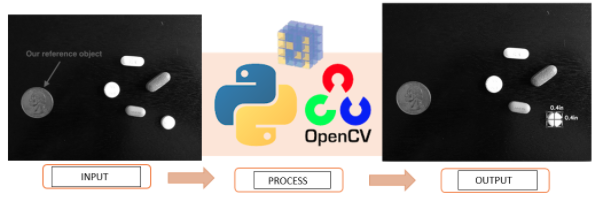 Our reference object
OpenCV
0.4in
0.4in
INPUT
PROCESS
OUTPUT